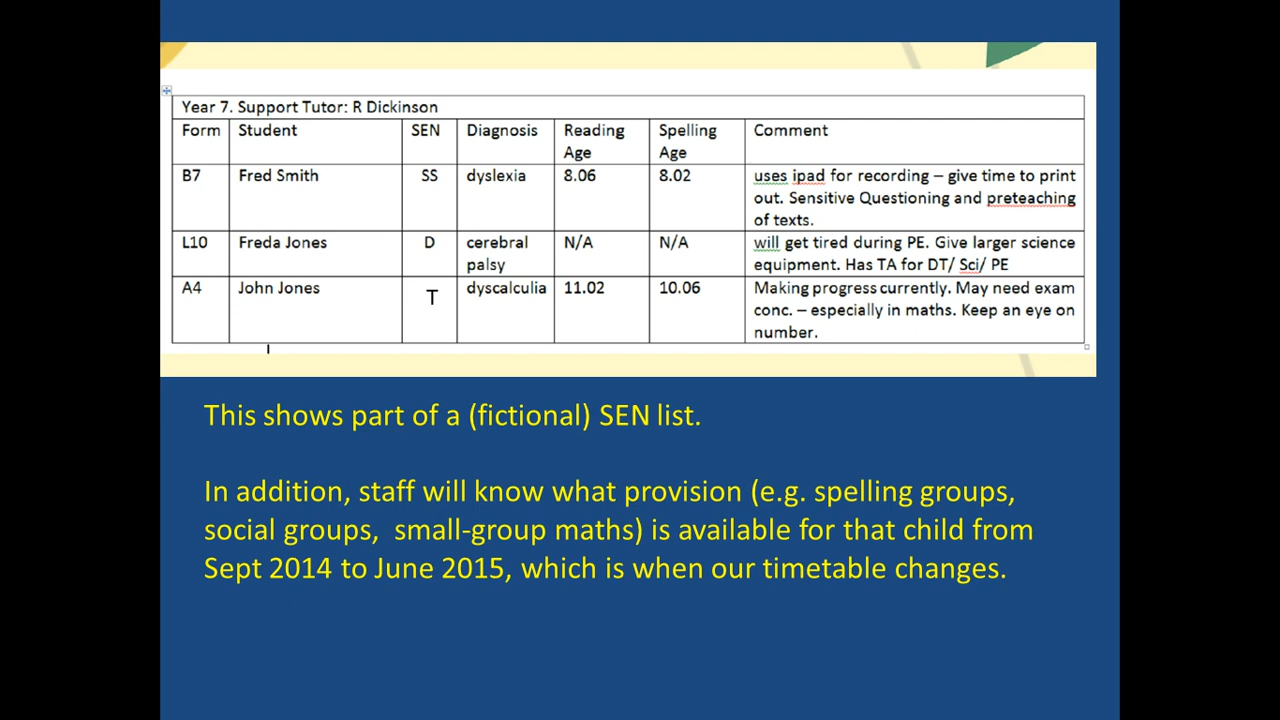 Year 7. Support Tutor: R Dickinson
Form Student SEN Diagnosis Reading Age Spelling Age Comment
B7 Fred Smith SS dyslexia 8.06 8.02 uses ipad for recording – give time to print
out. Sensitive Questioning and preteaching
of texts.
L10 Freda Jones D cerebral palsy N/A N/A will get tired during PE. Give larger science
equipment. Has TA for DT/ Sci/ PE
A4 John Jones T dyscalculia 11.02 10.06 Making progress currently. May need exam
conc. – especially in maths. Keep an eye on
number.
This shows part of a (fictional) SEN list.
In addition, staff will know what provision (e.g. spelling groups,
social groups, small-group maths) is available for that child from
Sept 2014 to June 2015, which is when our timetable changes.